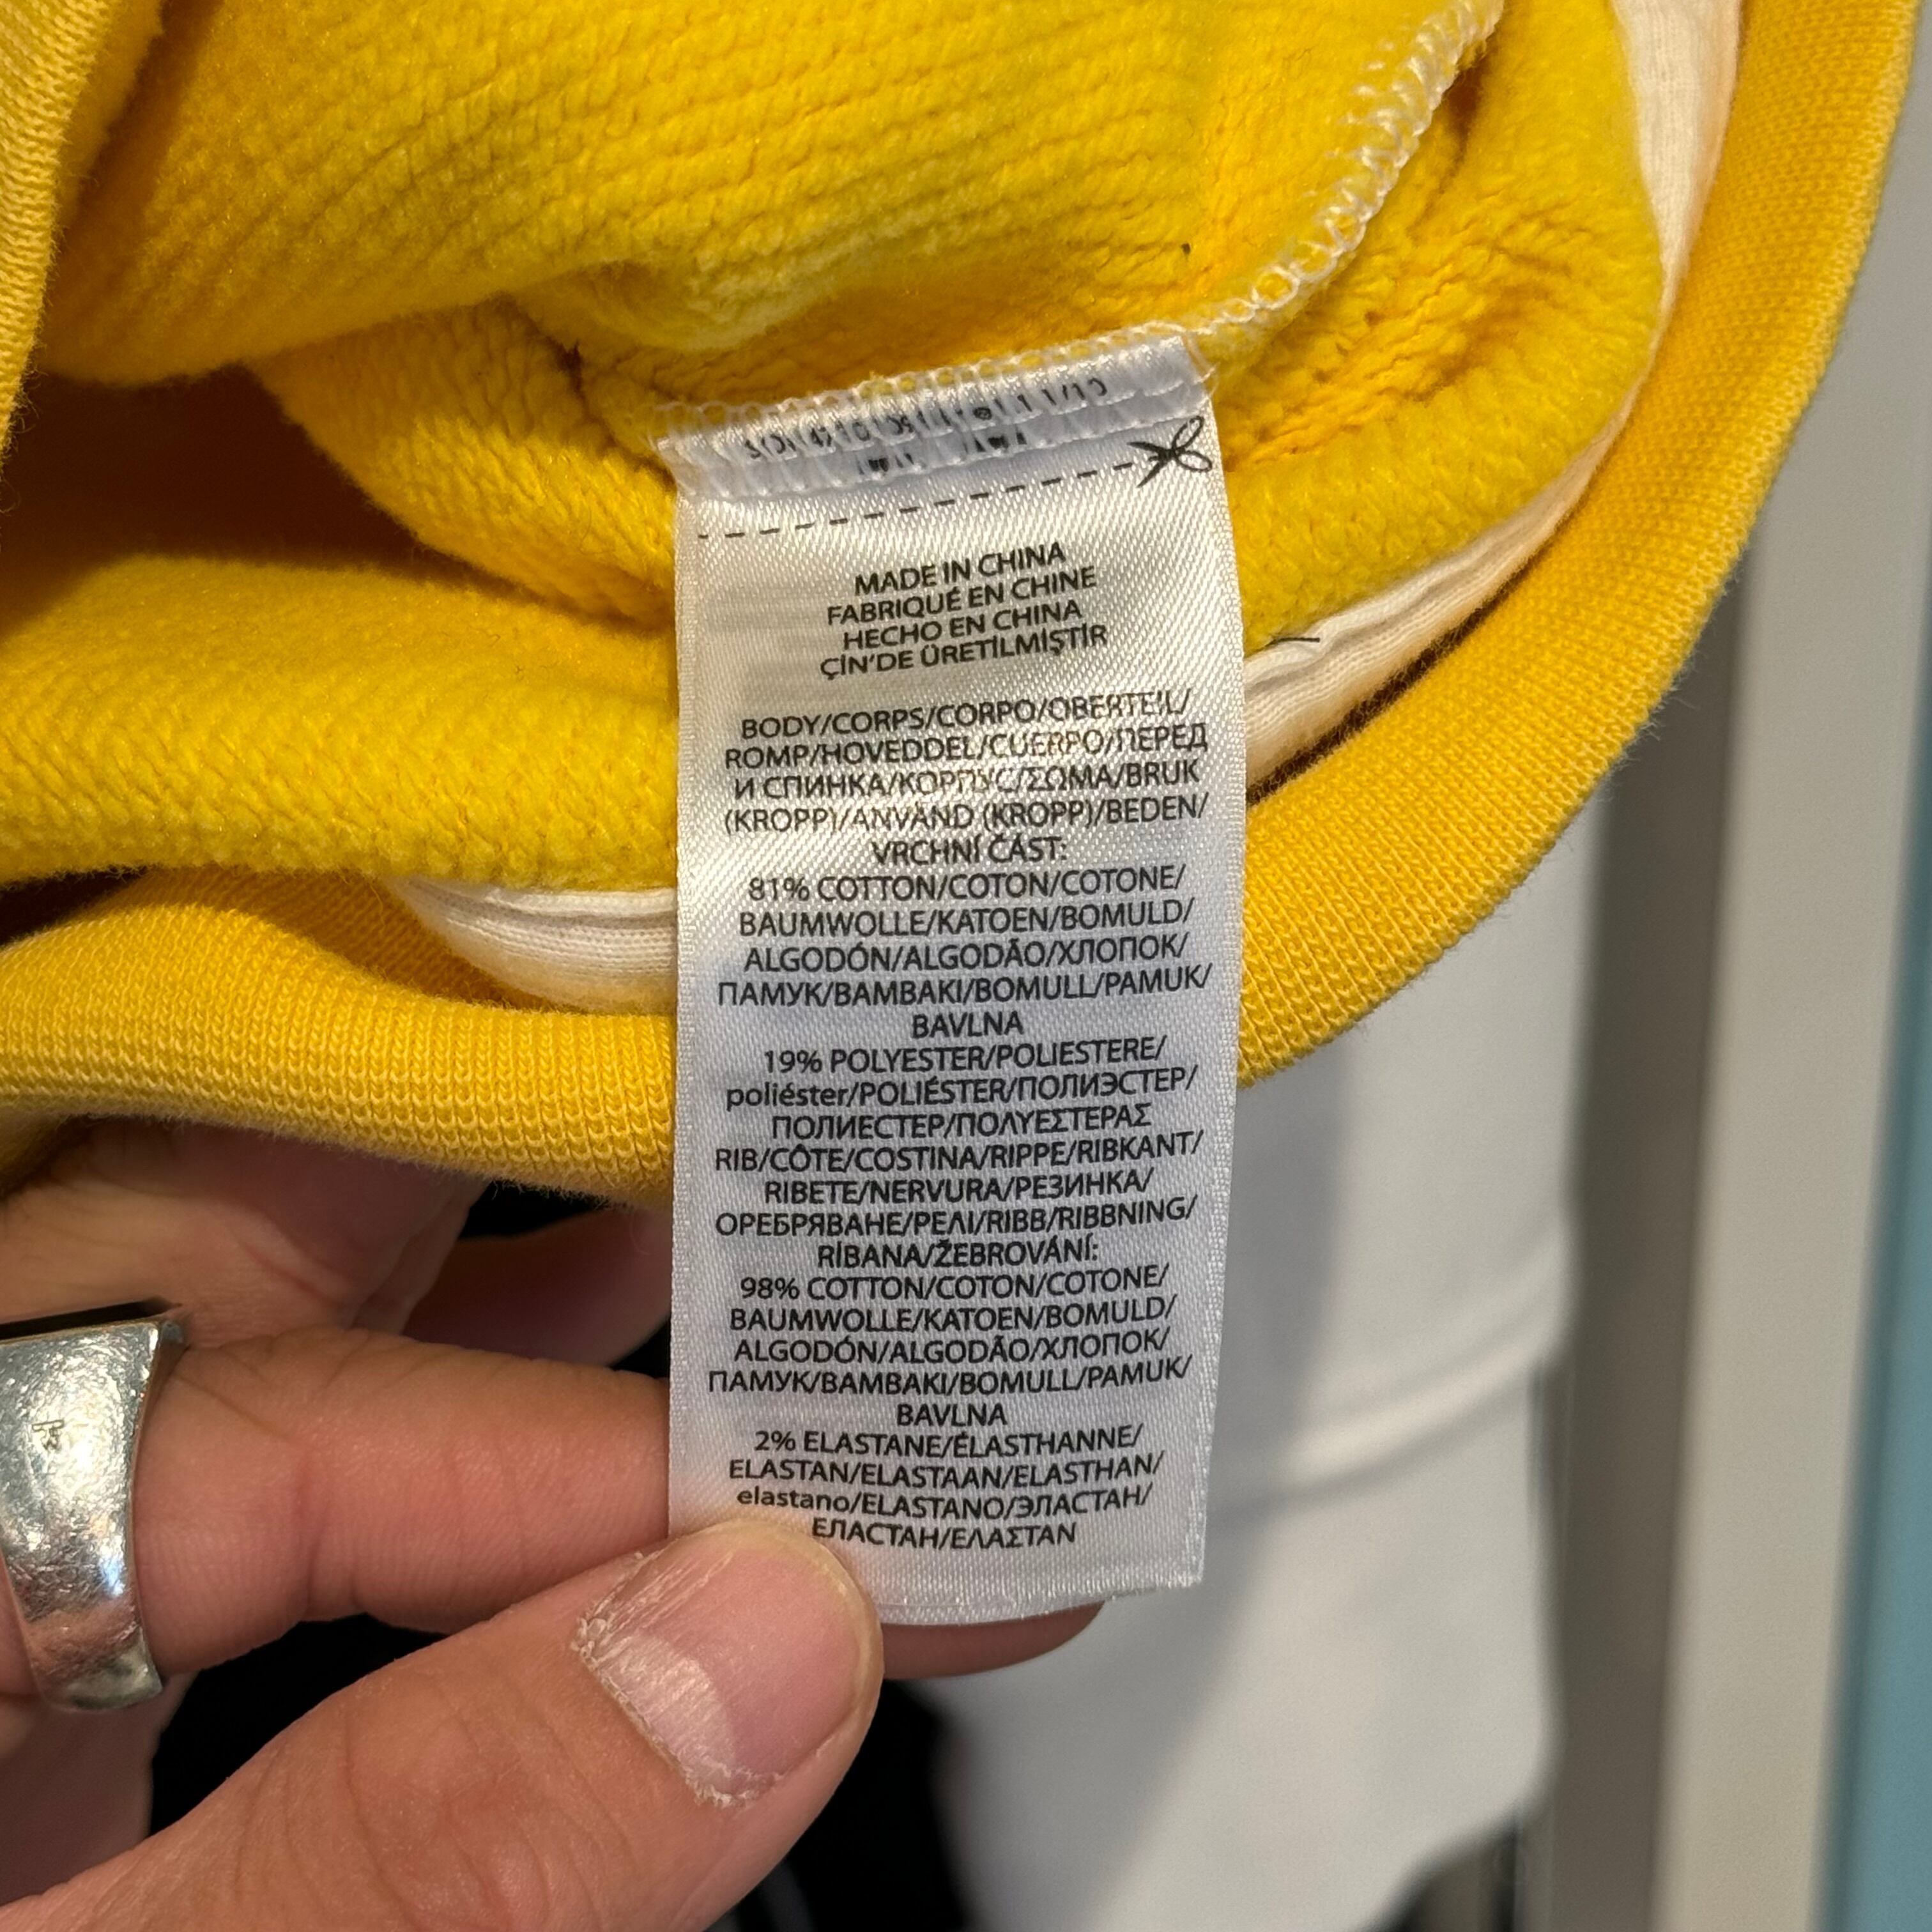 MADE IN CHINA
FABRIQUÉ EN CHINE
HECHO EN CHINA
ÇİN'DE ÜRETİLMİŞTİR
BODY/CORPS/CORPO/OBERTEIL/
ROMP/HOVEDDEL/CUERPO/ПЕРЕД
И СПИНКА/КОРПУС/ΣΩΜΑ/BRUK
(KROPP)/ANVÄND (KROPP)/BEDEN/
VRCHNÍ ČÁST:
81% COTTON/COTON/COTONE/
BAUMWOLLE/KATOEN/BOMULD/
ALGODÓN/ALGODÃO/ХЛОПОК/
ПАМУК/BAMBAKI/BOMULL/PAMUK/
BAVLNA
19% POLYESTER/POLIESTERE/
poliéster/POLIÉSTER/ПОЛИЭСТЕР/
ПОЛИЕСТЕР/ΠΟΛΥΕΣΤΕΡΑΣ
RIB/CÔTE/COSTINA/RIPPE/RIBKANT/
RIBETE/NERVURA/РЕЗИНКА/
ОРЕБРЯВАНЕ/ΡΕΛΙ/RIBB/RIBBNING/
RİBANA/ŽEBROVÁNÍ:
98% COTTON/COTON/COTONE/
BAUMWOLLE/KATOEN/BOMULD/
ALGODÓN/ALGODÃO/ХЛОПОК/
ПАМУК/BAMBAKI/BOMULL/PAMUK/
BAVLNA
2% ELASTANE/ÉLASTHANNE/
ELASTAN/ELASTAAN/ELASTHAN/
elastano/ELASTANO/ЭЛАСТАН/
ЕЛАСТАН/ΕΛΑΣΤΑΝ